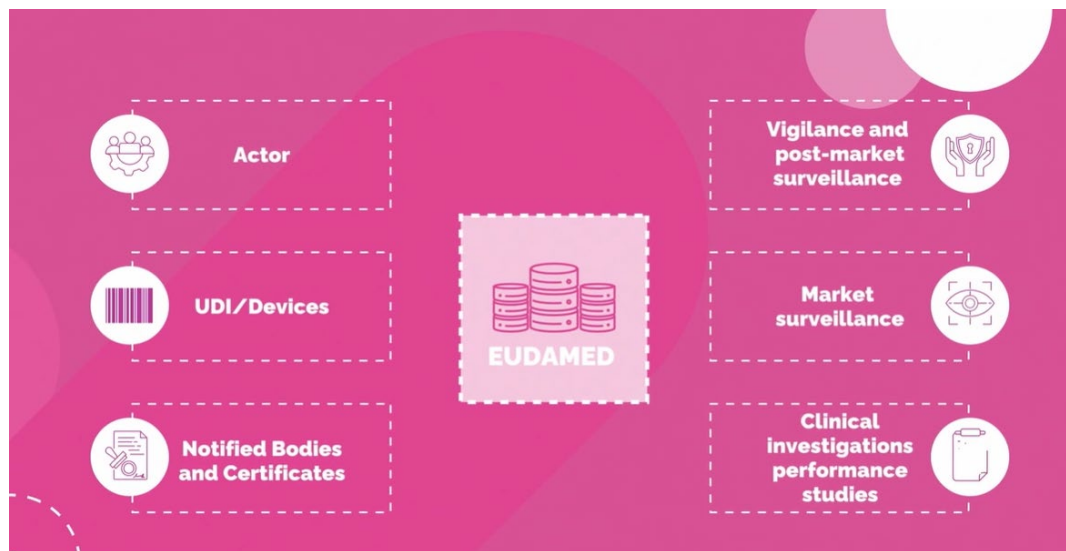 Actor
UDI/Devices
Notified Bodies
and Certificates
EUDAMED
Vigilance and
post-market
surveillance
Market
surveillance
Clinical
investigations
performance
studies